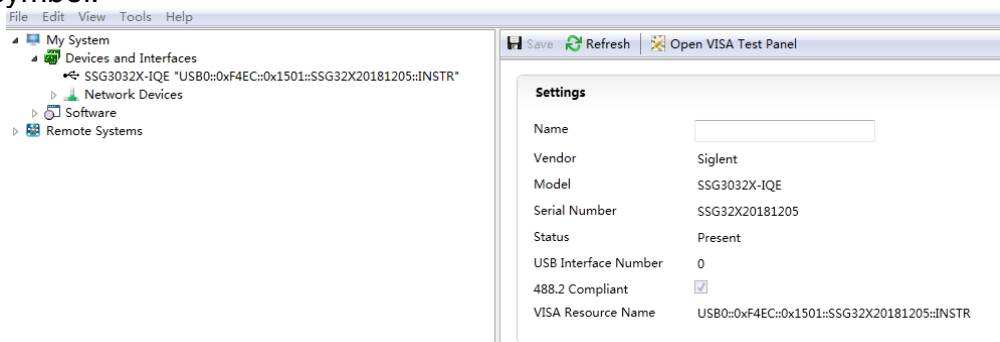 symbol.
File Edit View Tools Help
My System
Devices and Interfaces
SSG3032X-IQE "USB0::0xF4EC::0x1501::SSG32X20181205::INSTR"
Network Devices
Software
Remote Systems
Save Refresh Open VISA Test Panel
Settings
Name
Vendor Siglent
Model SSG3032X-IQE
Serial Number SSG32X20181205
Status Present
USB Interface Number 0
488.2 Compliant
VISA Resource Name USB0::0xF4EC::0x1501::SSG32X20181205::INSTR